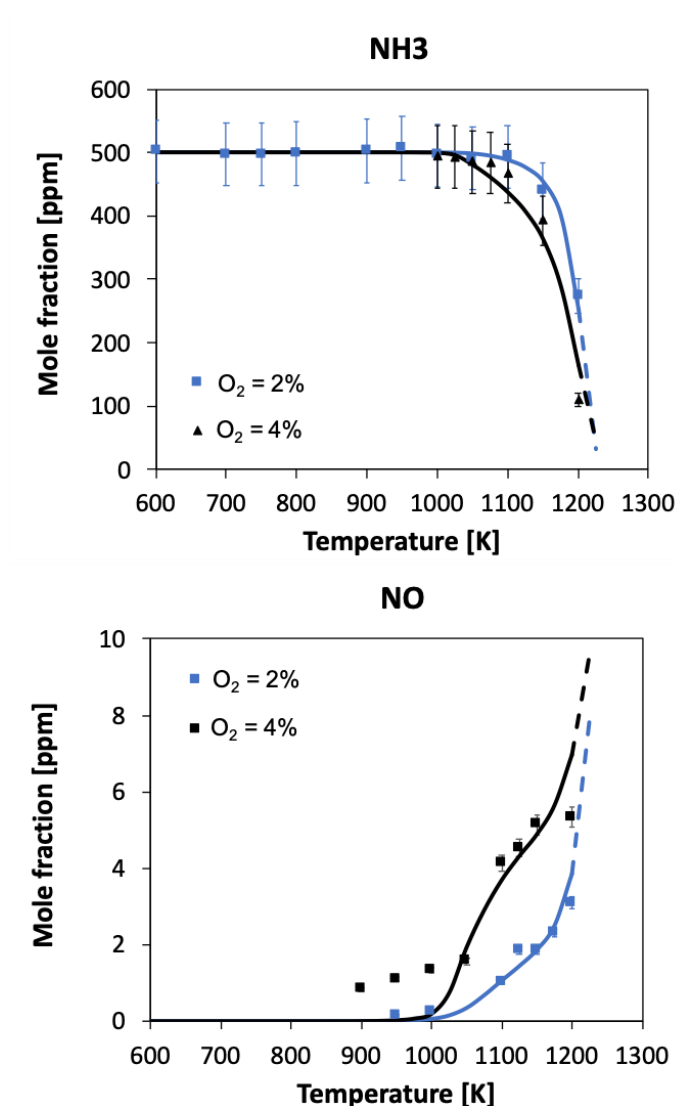 NH3
600
500
400
300
200
100
0
Mole fraction [ppm]
O₂ = 2%
O₂ = 4%
600 700 800 900 1000 1100 1200 1300
Temperature [K]
NO
10
8
6
4
2
0
Mole fraction [ppm]
O₂ = 2%
O₂ = 4%
600 700 800 900 1000 1100 1200 1300
Temperature [K]